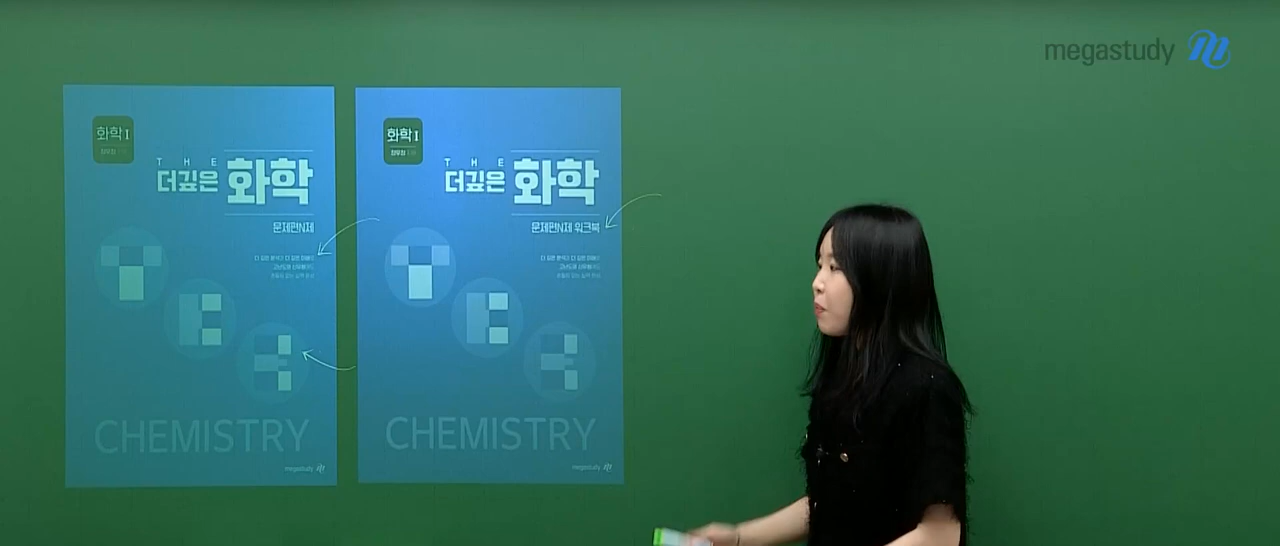 megastudy
화학 I
THE
더깊은 화학
문제편N제
CHEMISTRY
megastudy
화학 I
THE
더깊은 화학
문제편N제 워크북
CHEMISTRY
megastudy